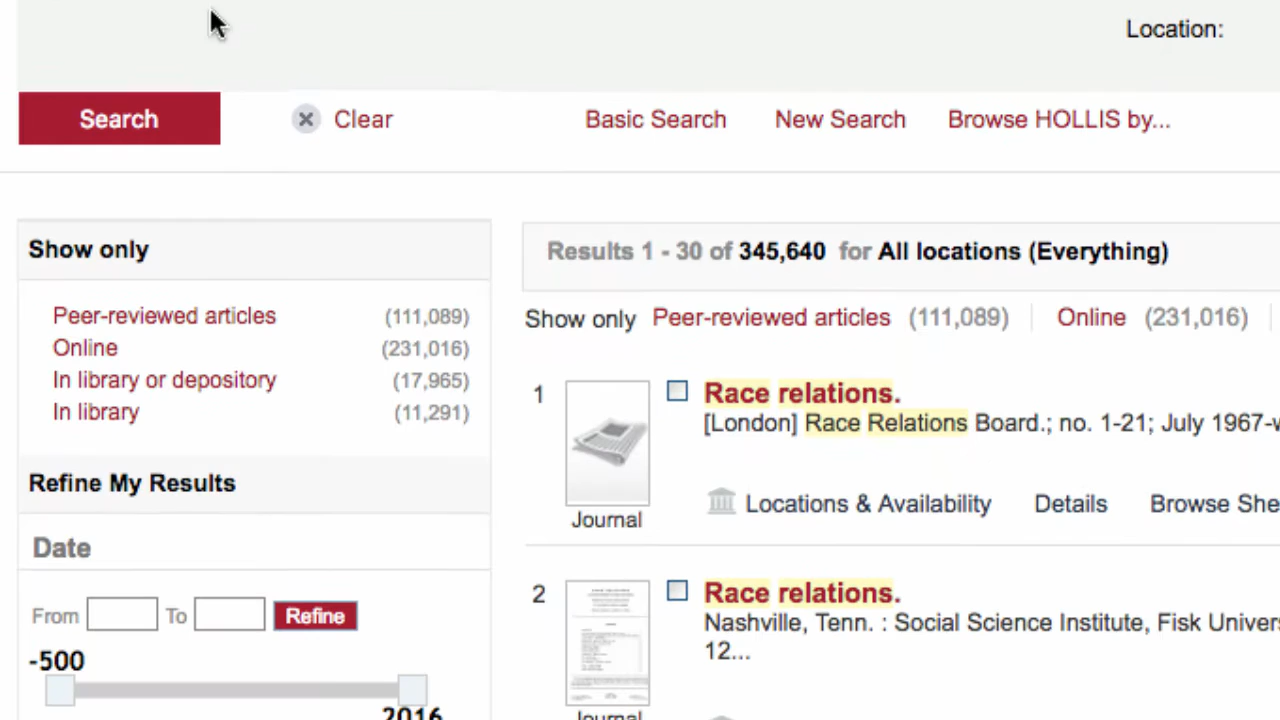 Location:
Search
Clear
Basic Search
New Search
Browse HOLLIS by...
Show only
Peer-reviewed articles (111,089)
Online (231,016)
In library or depository (17,965)
In library (11,291)
Refine My Results
Date
From To Refine
-500
2016
Results 1 - 30 of 345,640 for All locations (Everything)
Show only Peer-reviewed articles (111,089) Online (231,016)
1
Race relations.
[London] Race Relations Board.; no. 1-21; July 1967-
Locations & Availability Details Browse
Journal
2
Race relations.
Nashville, Tenn. : Social Science Institute, Fisk
12...
Journal